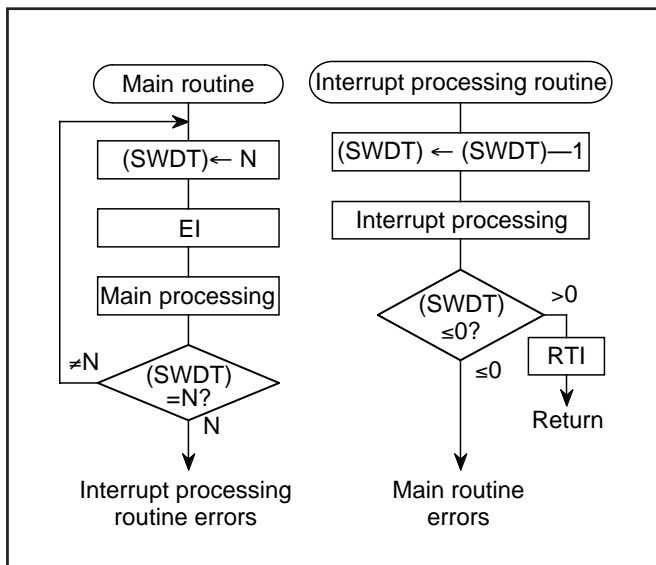 Main routine
(SWDT)← N
EI
Main processing
≠N
(SWDT)
=N?
N
Interrupt processing
routine errors
Interrupt processing routine
(SWDT) ← (SWDT)—1
Interrupt processing
>0
(SWDT)
≤0?
≤0
RTI
Return
Main routine
errors